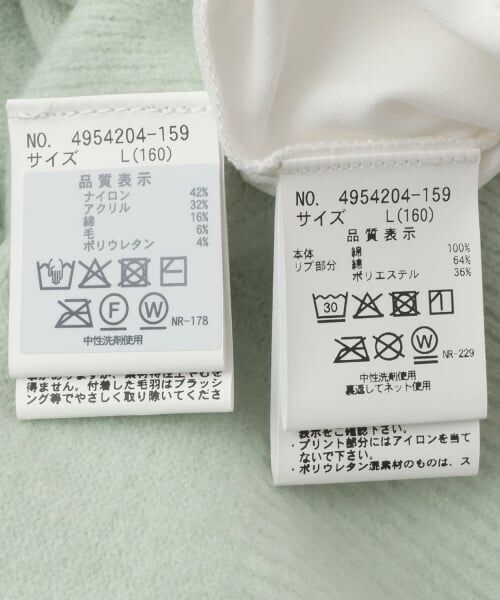 NO. 4954204-159
サイズ L(160)
品質表示
ナイロン 42%
アクリル 32%
綿 16%
毛 6%
ポリウレタン 4%
F W
NR-178
中性洗剤使用
得ません。付着した毛羽はブラッシ
ング等でやさしく取り除いてくださ
NO. 4954204-159
サイズ L(160)
品質表示
本体 綿 100%
リブ部分 綿 64%
ポリエステル 36%
30
W
NR-229
中性洗剤使用
裏返してネット使用
表示をご確認下さい。
・プリント部分にはアイロンを当て
ないで下さい。
・ポリウレタン混素材のものは、ス